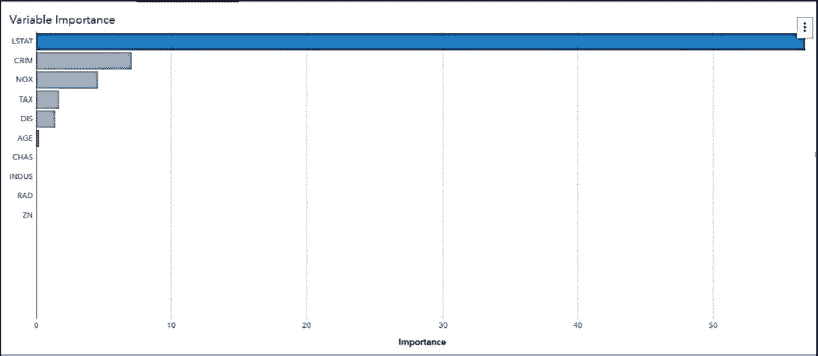 Variable Importance
LSTAT
CRIM
NOX
TAX
DIS
AGE
CHAS
INDUS
RAD
ZN
0 10 20 30 40 50
Importance